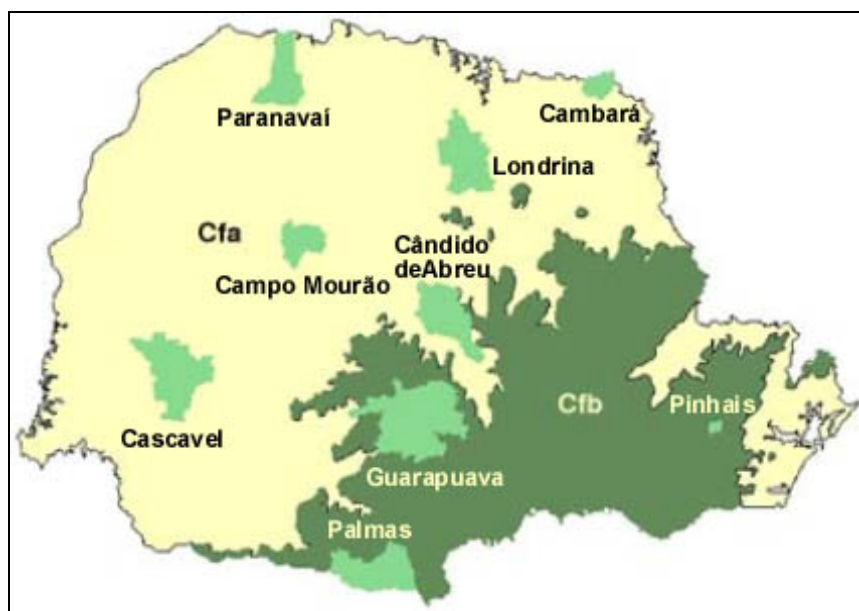 Paranavaí
Cambará
Londrina
Cfa
Cândido
deAbreu
Campo Mourão
Cfb
Pinhais
Cascavel
Guarapuava
Palmas